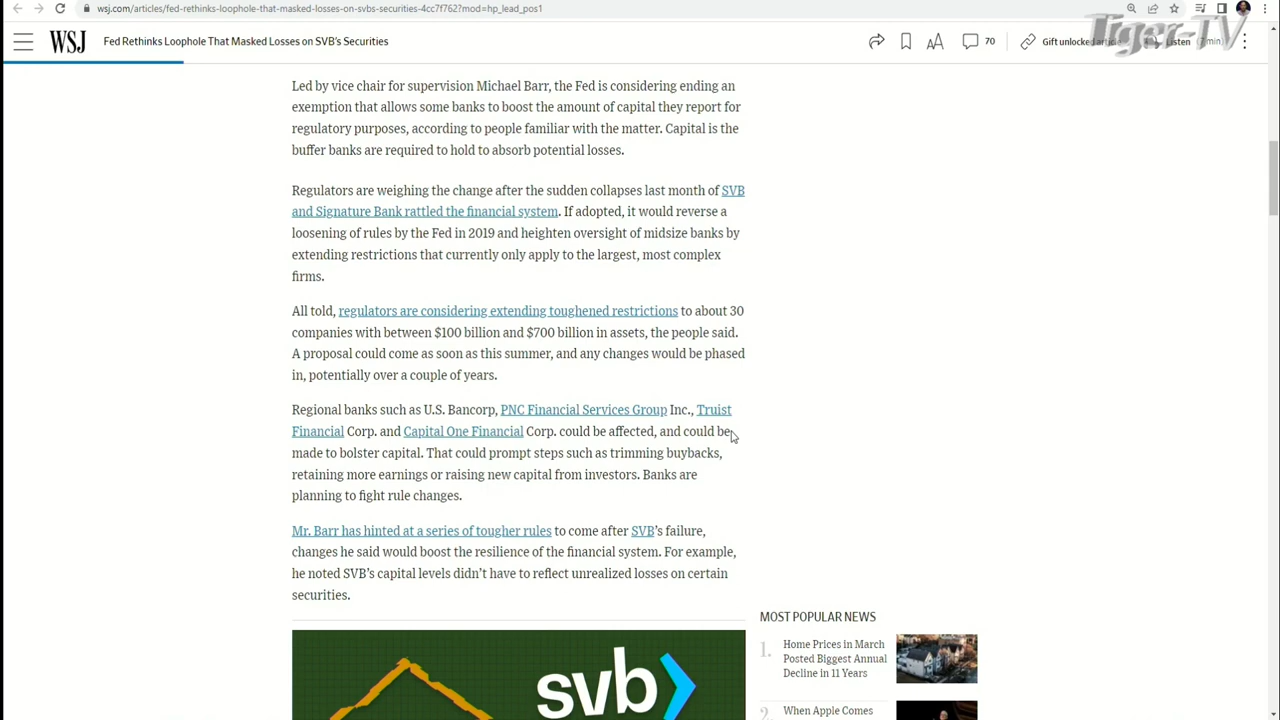 wsj.com/articles/fed-rethinks-loophole-that-masked-losses-on-svbs-securities-4cc7f762?mod=hp_lead_pos1
Tiger-TV
WSJ
Fed Rethinks Loophole That Masked Losses on SVB's Securities
70
Gift unlocked article
Listen
Led by vice chair for supervision Michael Barr, the Fed is considering ending an
exemption that allows some banks to boost the amount of capital they report for
regulatory purposes, according to people familiar with the matter. Capital is the
buffer banks are required to hold to absorb potential losses.
Regulators are weighing the change after the sudden collapses last month of SVB
and Signature Bank rattled the financial system. If adopted, it would reverse a
loosening of rules by the Fed in 2019 and heighten oversight of midsize banks by
extending restrictions that currently only apply to the largest, most complex
firms.
All told, regulators are considering extending toughened restrictions to about 30
companies with between $100 billion and $700 billion in assets, the people said.
A proposal could come as soon as this summer, and any changes would be phased
in, potentially over a couple of years.
Regional banks such as U.S. Bancorp, PNC Financial Services Group Inc., Truist
Financial Corp. and Capital One Financial Corp. could be affected, and could be
made to bolster capital. That could prompt steps such as trimming buybacks,
retaining more earnings or raising new capital from investors. Banks are
planning to fight rule changes.
Mr. Barr has hinted at a series of tougher rules to come after SVB's failure,
changes he said would boost the resilience of the financial system. For example,
he noted SVB's capital levels didn't have to reflect unrealized losses on certain
securities.
svb
MOST POPULAR NEWS
1.
Home Prices in March
Posted Biggest Annual
Decline in 11 Years
2.
When Apple Comes